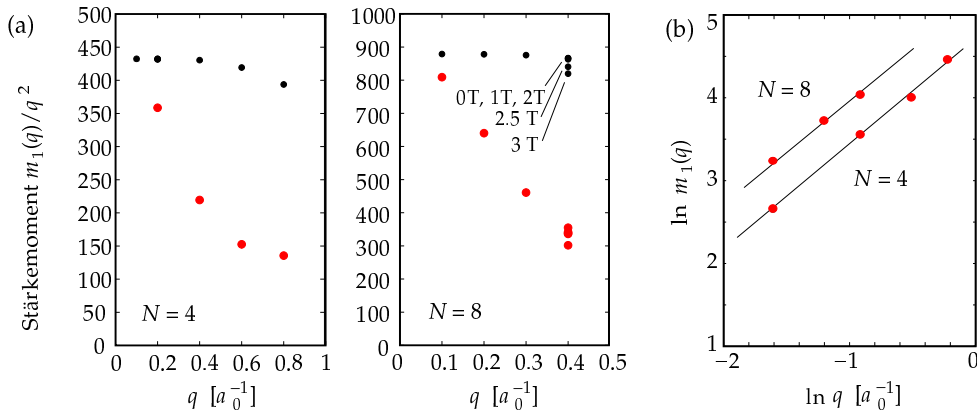 (a)
Stärkemoment m₁(q)/q²
500
450
400
350
300
250
200
150
100
50
0
N = 4
0 0.2 0.4 0.6 0.8 1
q [a₀⁻¹]
1000
900
800
700
600
500
400
300
200
100
0
0T, 1T, 2T
2.5 T
3 T
N = 8
0 0.1 0.2 0.3 0.4 0.5
q [a₀⁻¹]
(b)
ln m₁(q)
5
4
3
2
1
N = 8
N = 4
−2 −1 0
ln q [a₀⁻¹]